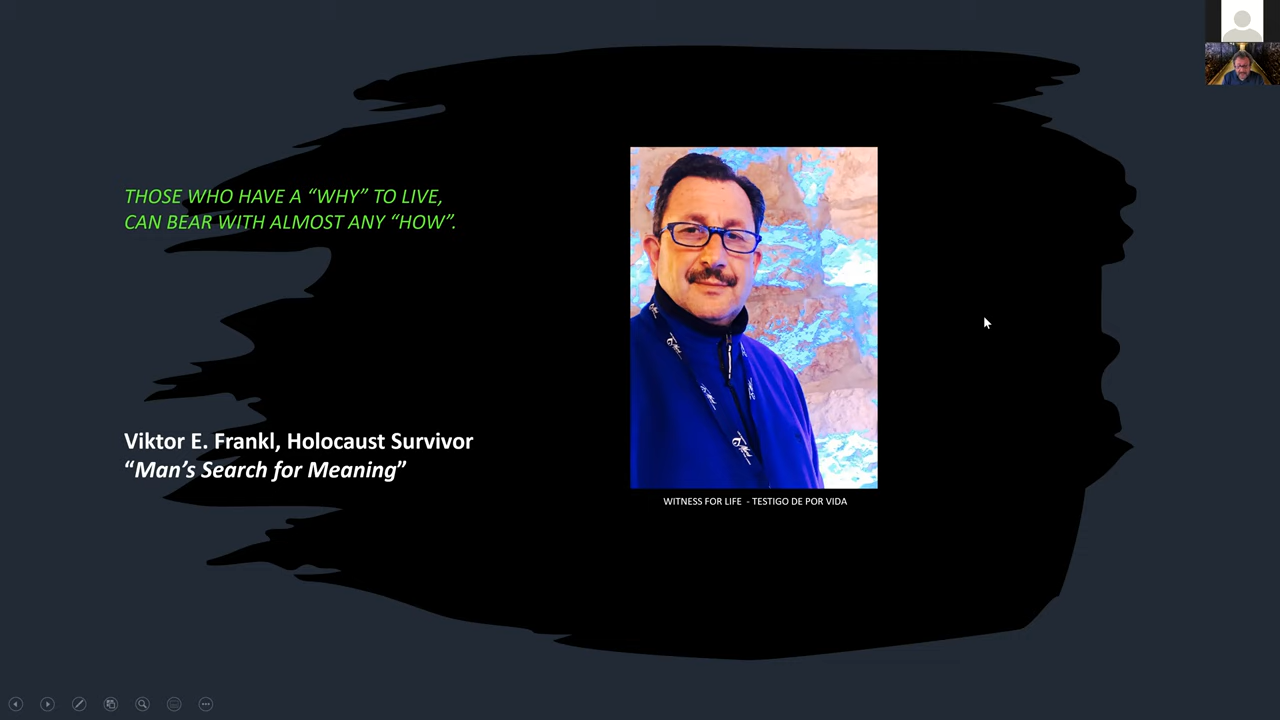 THOSE WHO HAVE A “WHY” TO LIVE,
CAN BEAR WITH ALMOST ANY “HOW”.
Viktor E. Frankl, Holocaust Survivor
“Man’s Search for Meaning”
WITNESS FOR LIFE - TESTIGO DE POR VIDA